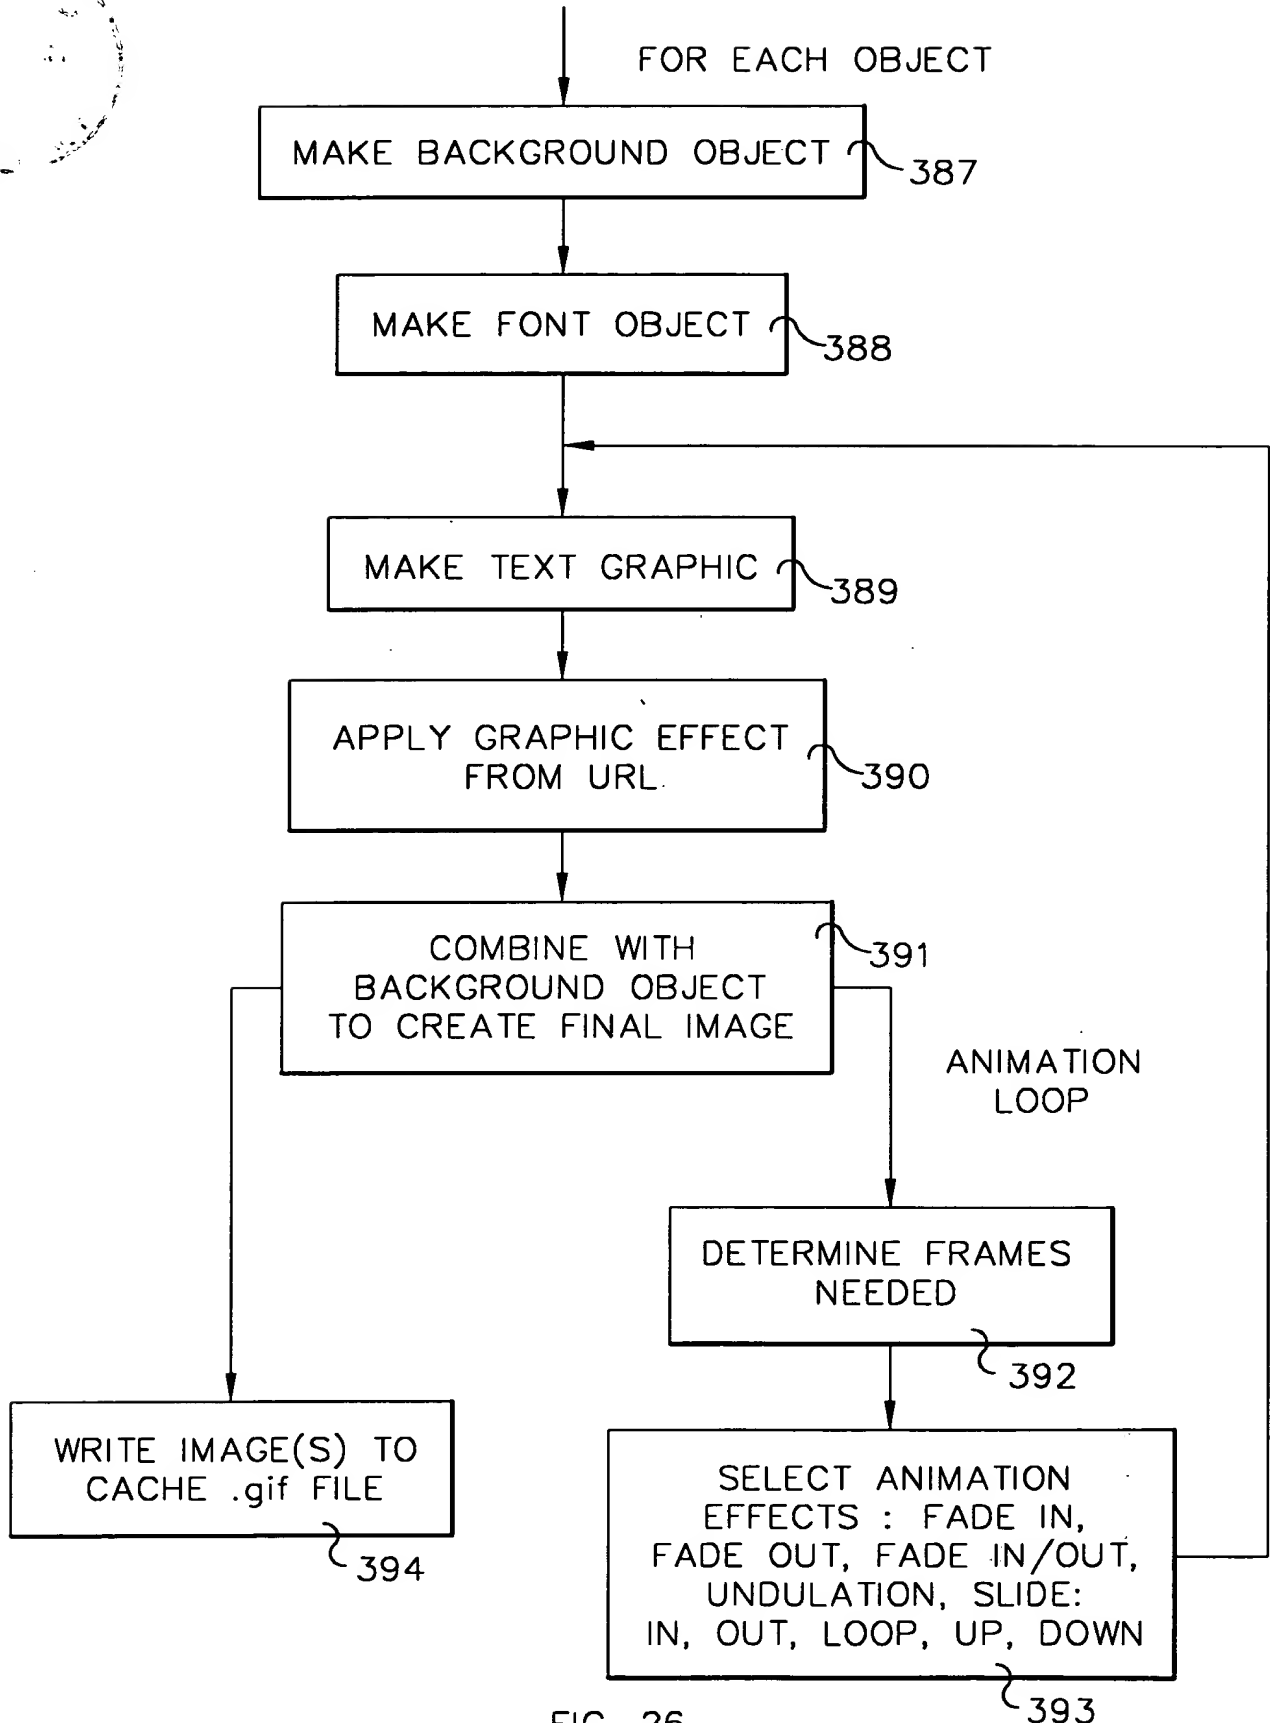 FOR EACH OBJECT
MAKE BACKGROUND OBJECT
387
MAKE FONT OBJECT
388
MAKE TEXT GRAPHIC
389
APPLY GRAPHIC EFFECT
FROM URL
390
COMBINE WITH
BACKGROUND OBJECT
TO CREATE FINAL IMAGE
391
ANIMATION
LOOP
DETERMINE FRAMES
NEEDED
392
WRITE IMAGE(S) TO
CACHE .gif FILE
394
SELECT ANIMATION
EFFECTS : FADE IN,
FADE OUT, FADE IN/OUT,
UNDULATION, SLIDE:
IN, OUT, LOOP, UP, DOWN
393
FIG. 26